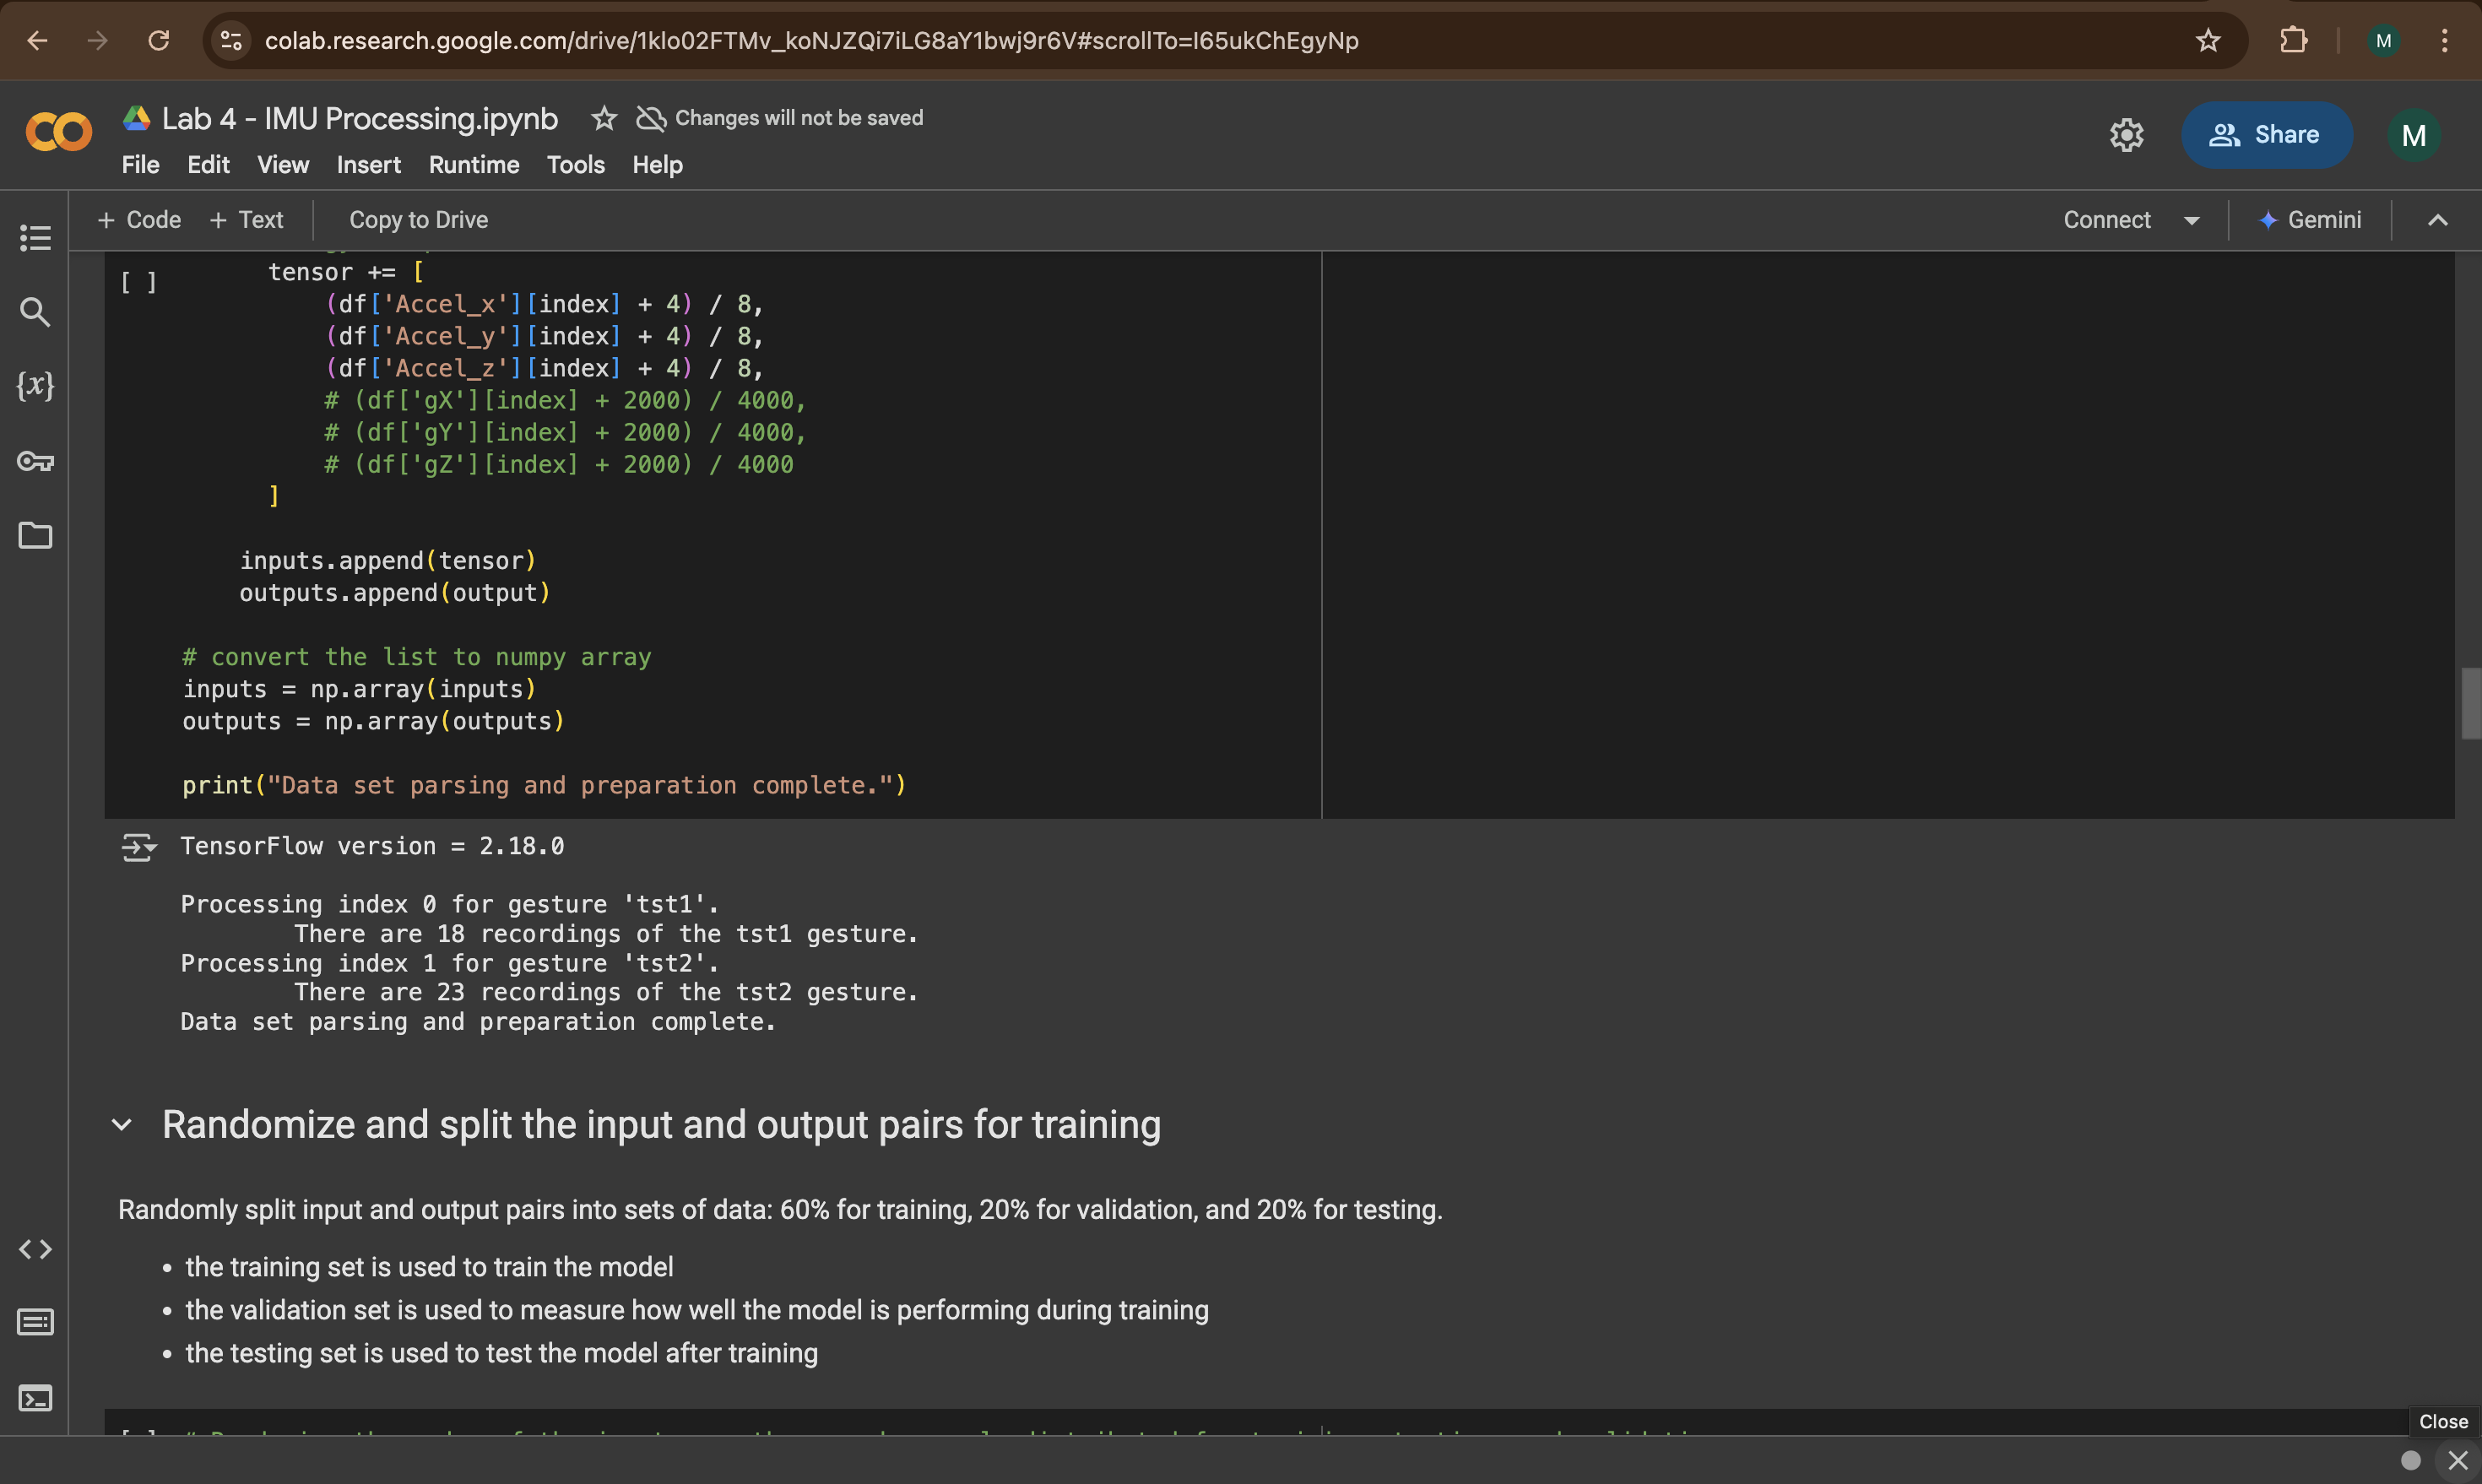 colab.research.google.com/drive/1klo02FTMv_koNJZQi7iLG8aY1bwj9r6V#scrollTo=I65ukChEgyNp
M
Lab 4 - IMU Processing.ipynb
Changes will not be saved
File Edit View Insert Runtime Tools Help
Share
M
+ Code + Text Copy to Drive
Connect
Gemini
{x}
[ ]
tensor += [
(df['Accel_x'][index] + 4) / 8,
(df['Accel_y'][index] + 4) / 8,
(df['Accel_z'][index] + 4) / 8,
# (df['gX'][index] + 2000) / 4000,
# (df['gY'][index] + 2000) / 4000,
# (df['gZ'][index] + 2000) / 4000
]
inputs.append(tensor)
outputs.append(output)
# convert the list to numpy array
inputs = np.array(inputs)
outputs = np.array(outputs)
print("Data set parsing and preparation complete.")
TensorFlow version = 2.18.0
Processing index 0 for gesture 'tst1'.
There are 18 recordings of the tst1 gesture.
Processing index 1 for gesture 'tst2'.
There are 23 recordings of the tst2 gesture.
Data set parsing and preparation complete.
Randomize and split the input and output pairs for training
Randomly split input and output pairs into sets of data: 60% for training, 20% for validation, and 20% for testing.
• the training set is used to train the model
• the validation set is used to measure how well the model is performing during training
• the testing set is used to test the model after training
Close